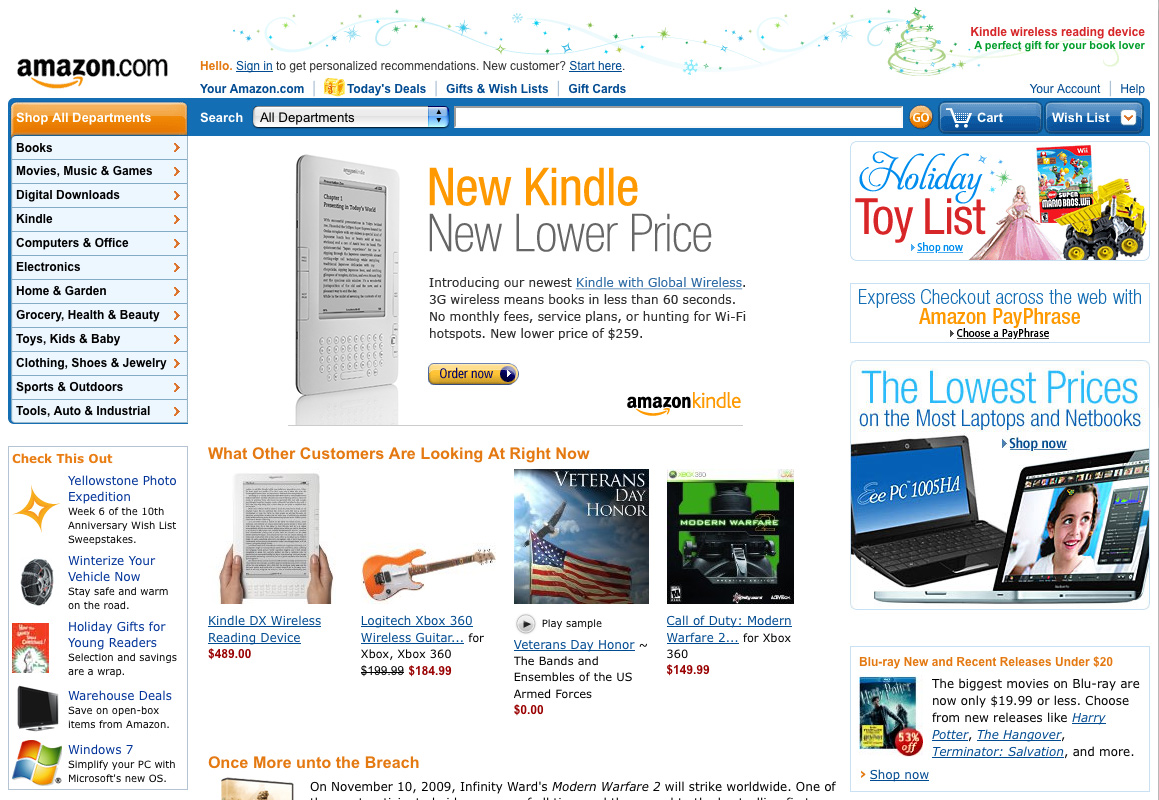 Kindle wireless reading device
A perfect gift for your book lover
amazon.com
Hello. Sign in to get personalized recommendations. New customer? Start here.
Your Amazon.com
Today's Deals
Gifts & Wish Lists
Gift Cards
Your Account
Help
Shop All Departments
Search
All Departments
GO
Cart
Wish List
Books
Movies, Music & Games
Digital Downloads
Kindle
Computers & Office
Electronics
Home & Garden
Grocery, Health & Beauty
Toys, Kids & Baby
Clothing, Shoes & Jewelry
Sports & Outdoors
Tools, Auto & Industrial
Check This Out
Yellowstone Photo
Expedition
Week 6 of the 10th
Anniversary Wish List
Sweepstakes.
Winterize Your
Vehicle Now
Stay safe and warm
on the road.
Holiday Gifts for
Young Readers
Selection and savings
are a wrap.
Warehouse Deals
Save on open-box
items from Amazon.
Windows 7
Simplify your PC with
Microsoft's new OS.
Chapter 1
Presenting in Today's World
New Kindle
New Lower Price
Introducing our newest Kindle with Global Wireless.
3G wireless means books in less than 60 seconds.
No monthly fees, service plans, or hunting for Wi-Fi
hotspots. New lower price of $259.
Order now
amazonkindle
What Other Customers Are Looking At Right Now
Kindle DX Wireless
Reading Device
$489.00
Logitech Xbox 360
Wireless Guitar... for
Xbox, Xbox 360
$199.99 $184.99
VETERANS
DAY
HONOR
Play sample
Veterans Day Honor ~
The Bands and
Ensembles of the US
Armed Forces
$0.00
XBOX 360
MODERN WARFARE 2
Call of Duty: Modern
Warfare 2... for Xbox
360
$149.99
Once More unto the Breach
On November 10, 2009, Infinity Ward's Modern Warfare 2 will strike worldwide. One of
Holiday
Toy List
Shop now
Wii
SUPER
MARIO BROS.Wii
Express Checkout across the web with
Amazon PayPhrase
Choose a PayPhrase
The Lowest Prices
on the Most Laptops and Netbooks
Shop now
Eee PC 1005HA
Blu-ray New and Recent Releases Under $20
53%
off
The biggest movies on Blu-ray are
now only $19.99 or less. Choose
from new releases like Harry
Potter, The Hangover,
Terminator: Salvation, and more.
Shop now